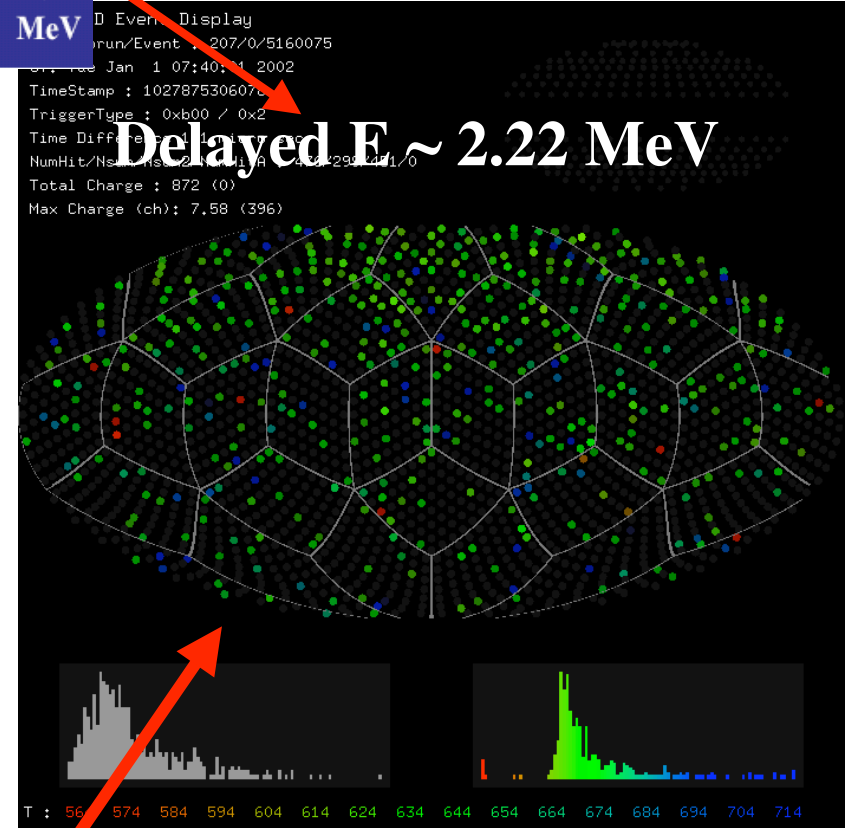 MeV
D Event Display
run/Event : 207/0/5160075
Jan 1 07:40: 2002
TimeStamp :
TriggerType : 0xb00 / 0x2
Delayed E ~ 2.22 MeV
Time
Total Charge : 872 (0)
Max Charge (ch): 7.58 (396)
T : 574 584 594 604 614 624 634 644 654 664 674 684 694 704 714